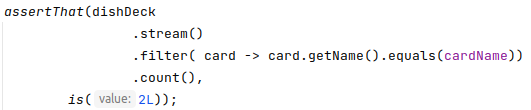 assertThat(dishDeck
.stream()
.filter( card -> card.getName().equals(cardName))
.count(),
is( value: 2L));